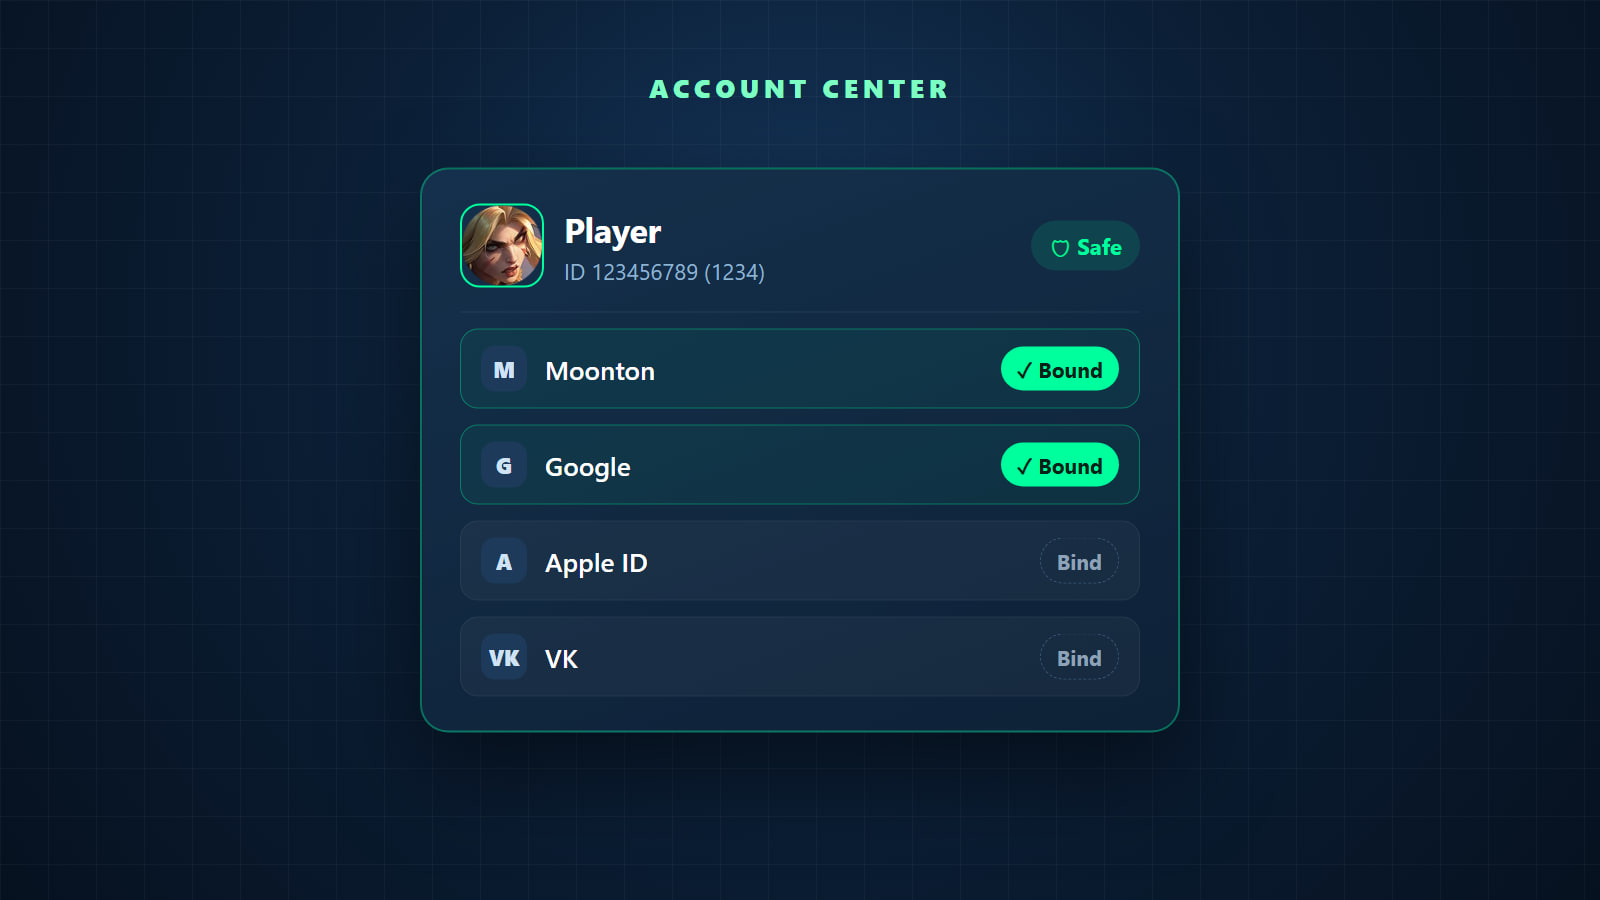 ACCOUNT CENTER
Player
ID 123456789 (1234)
Safe
M Moonton ✓ Bound
G Google ✓ Bound
A Apple ID Bind
VK VK Bind